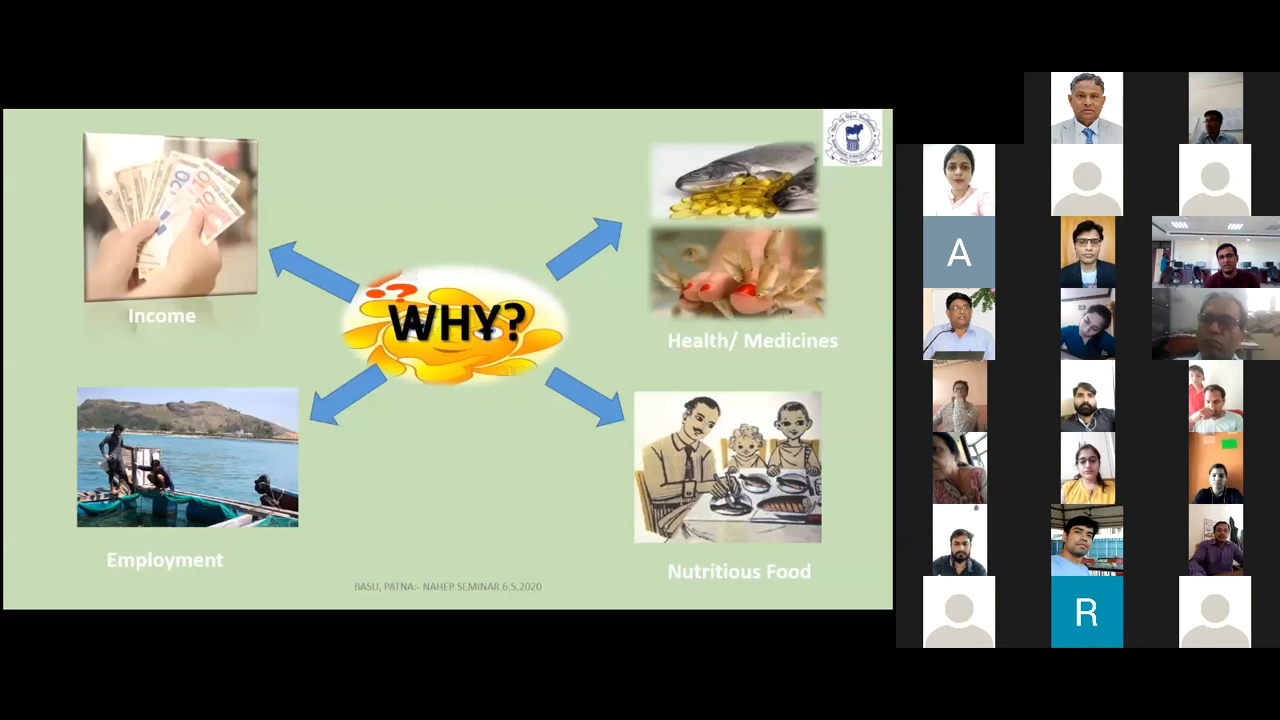 Income
WHY?
Health/ Medicines
Employment
Nutritious Food
BASU, PATNA:- NAHEP SEMINAR 6.5.2020
A
R